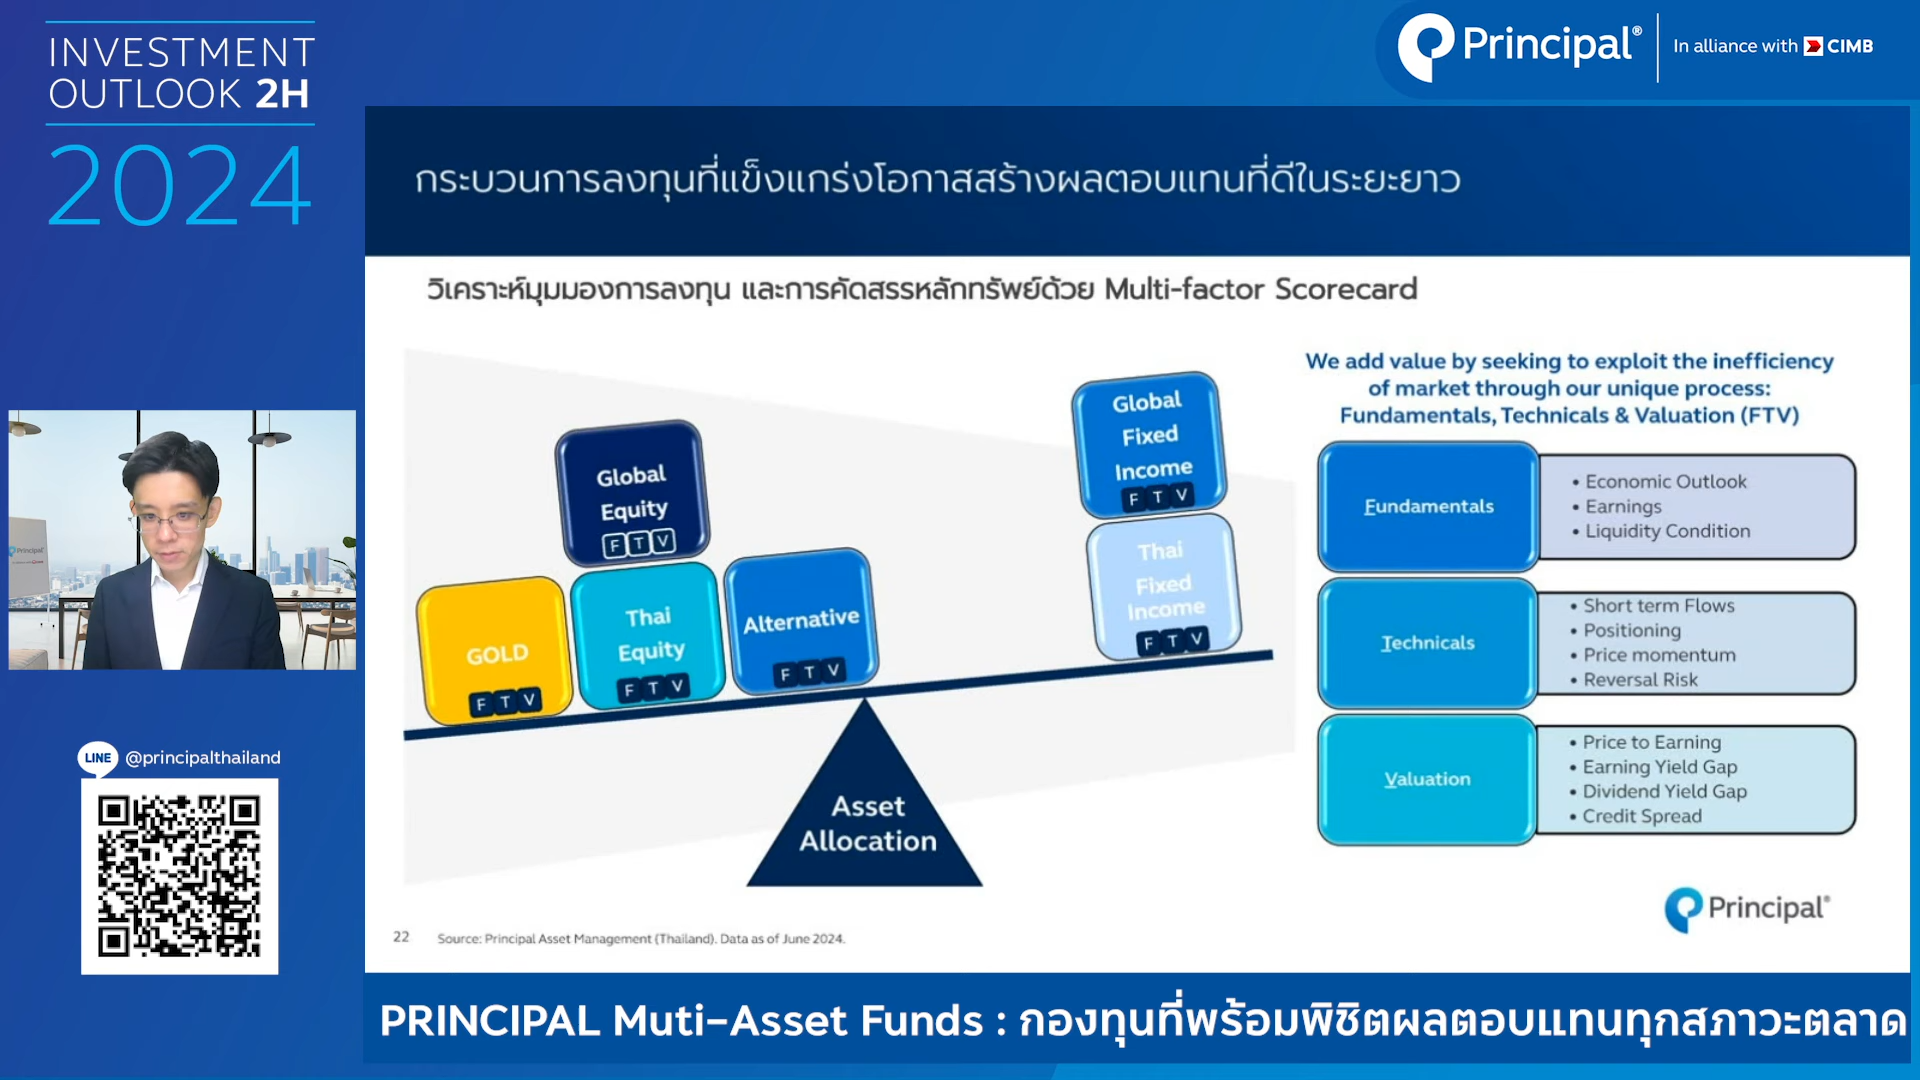 INVESTMENT
OUTLOOK 2H
2024
Principal®
In alliance with CIMB
กระบวนการลงทุนที่แข็งแกร่งโอกาสสร้างผลตอบแทนที่ดีในระยะยาว
วิเคราะห์มุมมองการลงทุน และการคัดสรรหลักทรัพย์ด้วย Multi-factor Scorecard
Global
Equity
F T V
GOLD
F T V
Thai
Equity
F T V
Alternative
F T V
Global
Fixed
Income
F T V
Thai
Fixed
Income
F T V
Asset
Allocation
We add value by seeking to exploit the inefficiency
of market through our unique process:
Fundamentals, Technicals & Valuation (FTV)
Fundamentals
• Economic Outlook
• Earnings
• Liquidity Condition
Technicals
• Short term Flows
• Positioning
• Price momentum
• Reversal Risk
Valuation
• Price to Earning
• Earning Yield Gap
• Dividend Yield Gap
• Credit Spread
Principal®
22
Source: Principal Asset Management (Thailand). Data as of June 2024.
Principal
LINE @principalthailand
PRINCIPAL Muti-Asset Funds : กองทุนที่พร้อมพิชิตผลตอบแทนทุกสภาวะตลาด